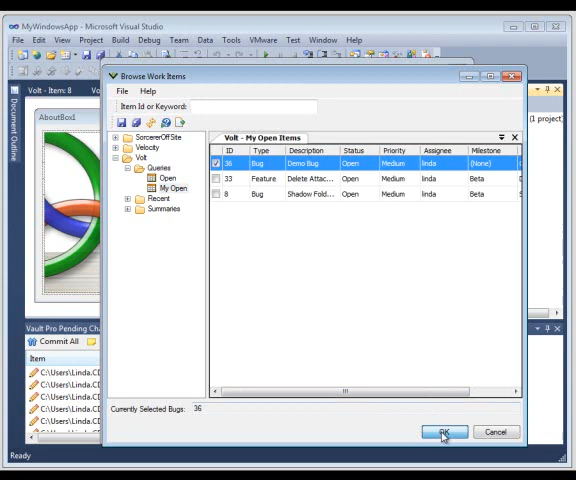 MyWindowsApp - Microsoft Visual Studio
File Edit View Project Build Debug Team Data Tools VMware Test Window Help
Volt - Item: 8 Vo
Document Outline
AboutBox1
(1 project)
Browse Work Items
File Help
Item Id or Keyword:
SorcererOffSite
Velocity
Volt
Queries
Open
My Open
Recent
Summaries
Volt - My Open Items
ID Type Description Status Priority Assignee Milestone
36 Bug Demo Bug Open Medium linda (None)
33 Feature Delete Attac... Open Medium linda Beta
8 Bug Shadow Fold... Open Medium linda Beta
Currently Selected Bugs: 36
OK Cancel
Vault Pro Pending Cha
Commit All
Item
C:\Users\Linda.CD
C:\Users\Linda.CD
C:\Users\Linda.CD
C:\Users\Linda.CD
Ready